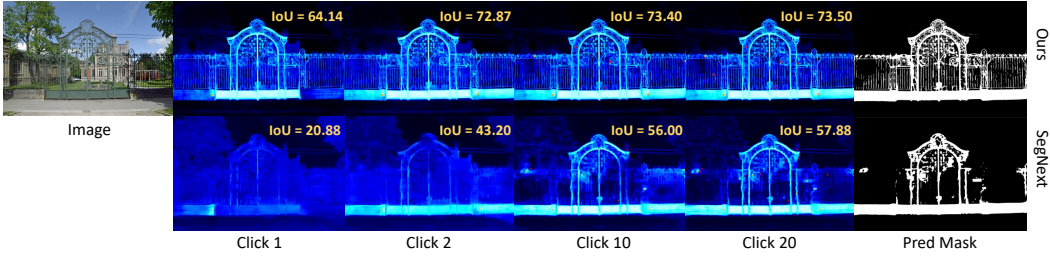 IoU = 64.14
IoU = 72.87
IoU = 73.40
IoU = 73.50
Ours
Image
IoU = 20.88
IoU = 43.20
IoU = 56.00
IoU = 57.88
SegNext
Click 1
Click 2
Click 10
Click 20
Pred Mask